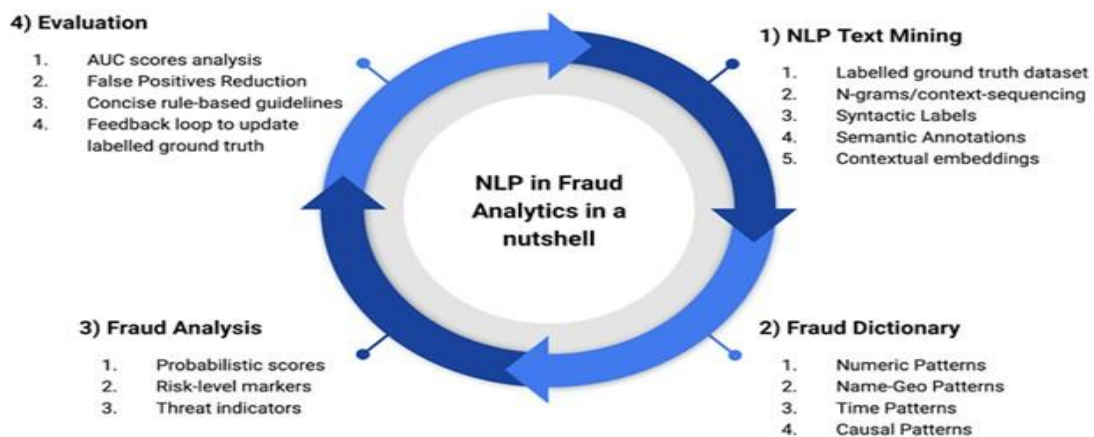 4) Evaluation
1. AUC scores analysis
2. False Positives Reduction
3. Concise rule-based guidelines
4. Feedback loop to update
labelled ground truth
1) NLP Text Mining
1. Labelled ground truth dataset
2. N-grams/context-sequencing
3. Syntactic Labels
4. Semantic Annotations
5. Contextual embeddings
NLP in Fraud
Analytics in a
nutshell
3) Fraud Analysis
1. Probabilistic scores
2. Risk-level markers
3. Threat indicators
2) Fraud Dictionary
1. Numeric Patterns
2. Name-Geo Patterns
3. Time Patterns
4. Causal Patterns